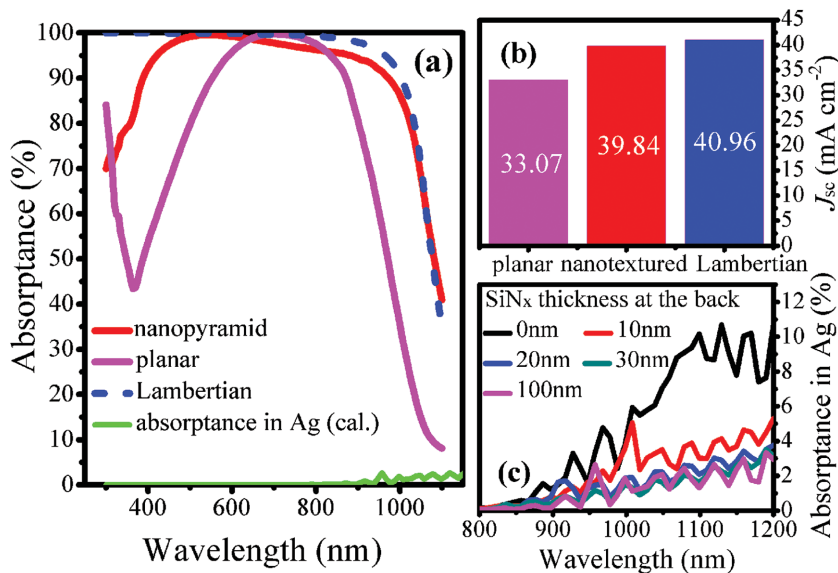 100
90
80
70
60
50
40
30
20
10
0
Absorptance (%)
(a)
nanopyramid
planar
Lambertian
absorptance in Ag (cal.)
400
600
800
1000
Wavelength (nm)
(b)
33.07
39.84
40.96
45
40
35
30
25
20
15
10
5
0
Jsc (mA cm⁻²)
planar nanotextured Lambertian
SiNx thickness at the back
0nm
10nm
20nm
30nm
100nm
(c)
12
10
8
6
4
2
0
Absorptance in Ag (%)
800
900
1000
1100
1200
Wavelength (nm)